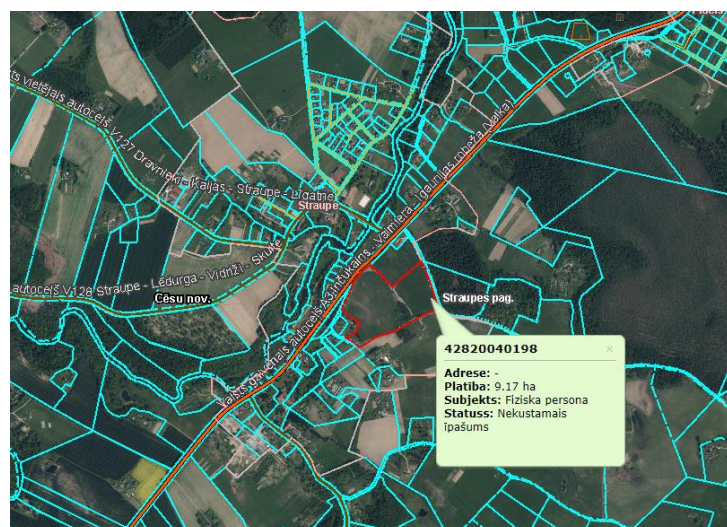 ts vietējais autoceļš V127 Dravnieki - Kaijas - Straupe - Līgatne
Straupe
autoceļš V128 Straupe - Lēdurga - Vidriži - Skulte
Cēsu nov.
Valsts galvenais autoceļš A3 Inčukalns - Valmiera - Igaunijas robeža (Valka)
Straupes pag.
42820040198
Adrese: -
Platība: 9.17 ha
Subjekts: Fiziska persona
Statuss: Nekustamais
īpašums